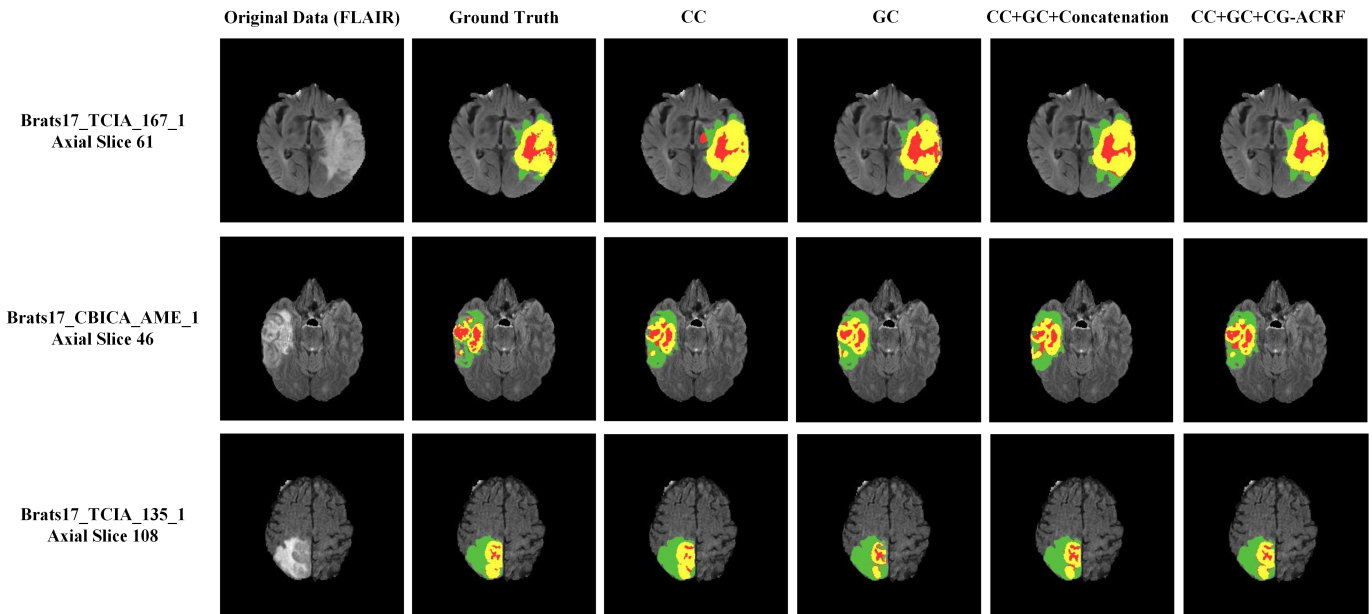 Original Data (FLAIR) Ground Truth CC GC CC+GC+Concatenation CC+GC+CG-ACRF
Brats17_TCIA_167_1
Axial Slice 61
Brats17_CBICA_AME_1
Axial Slice 46
Brats17_TCIA_135_1
Axial Slice 108